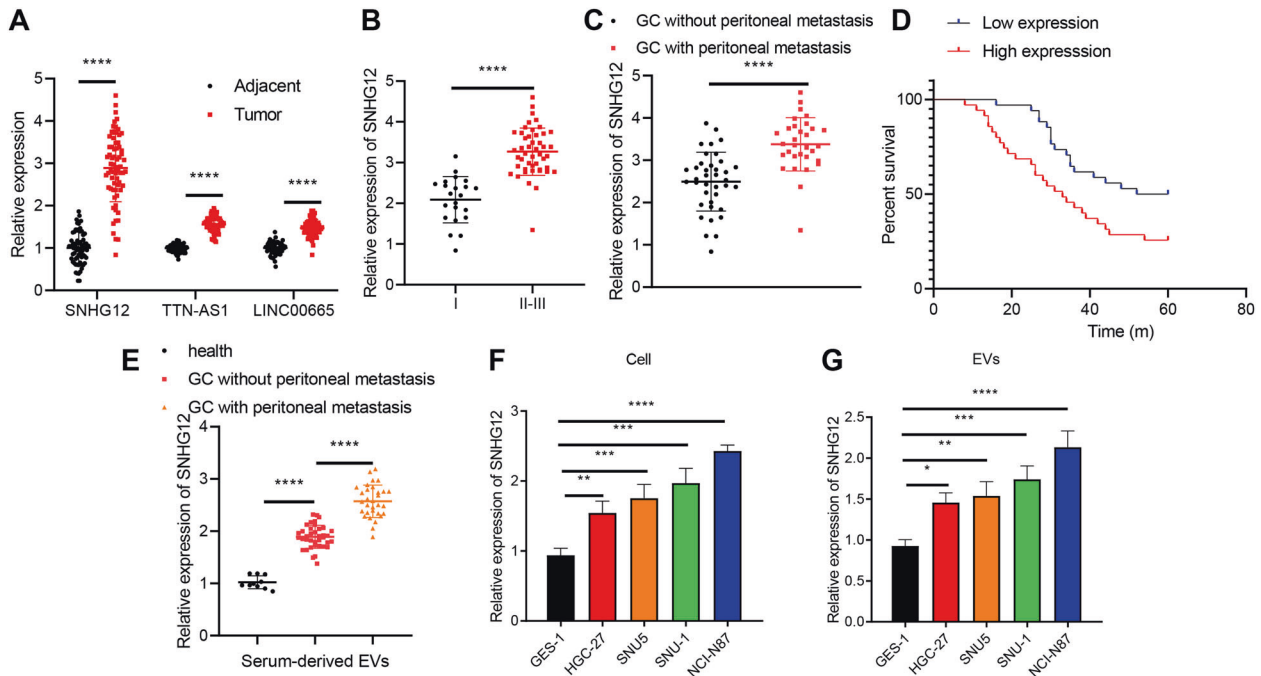 A
Relative expression
5
4
3
2
1
0
****
****
****
Adjacent
Tumor
SNHG12
TTN-AS1
LINC00665
B
Relative expression of SNHG12
5
4
3
2
1
0
****
I
II-III
C
GC without peritoneal metastasis
GC with peritoneal metastasis
Relative expression of SNHG12
5
4
3
2
1
0
****
D
Low expression
High expresssion
Percent survival
100
50
0
0
20
40
60
80
Time (m)
E
health
GC without peritoneal metastasis
GC with peritoneal metastasis
Relative expression of SNHG12
4
3
2
1
0
****
****
Serum-derived EVs
F
Cell
Relative expression of SNHG12
3
2
1
0
****
***
***
**
GES-1
HGC-27
SNU5
SNU-1
NCI-N87
G
EVs
Relative expression of SNHG12
2.5
2.0
1.5
1.0
0.5
0.0
****
***
**
*
GES-1
HGC-27
SNU5
SNU-1
NCI-N87